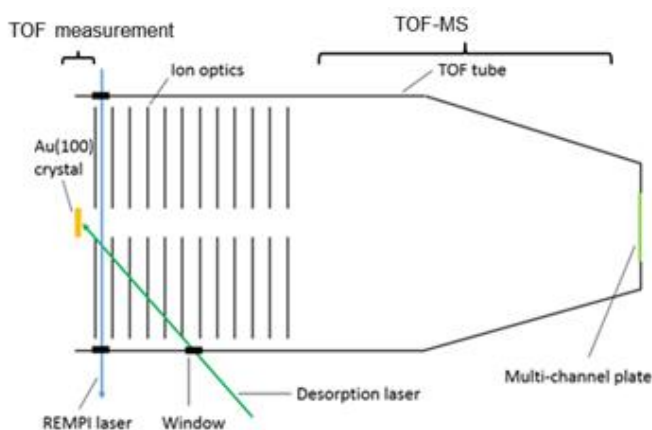 TOF measurement
TOF-MS
Ion optics
TOF tube
Au(100)
crystal
Multi-channel plate
Desorption laser
REMPI laser
Window